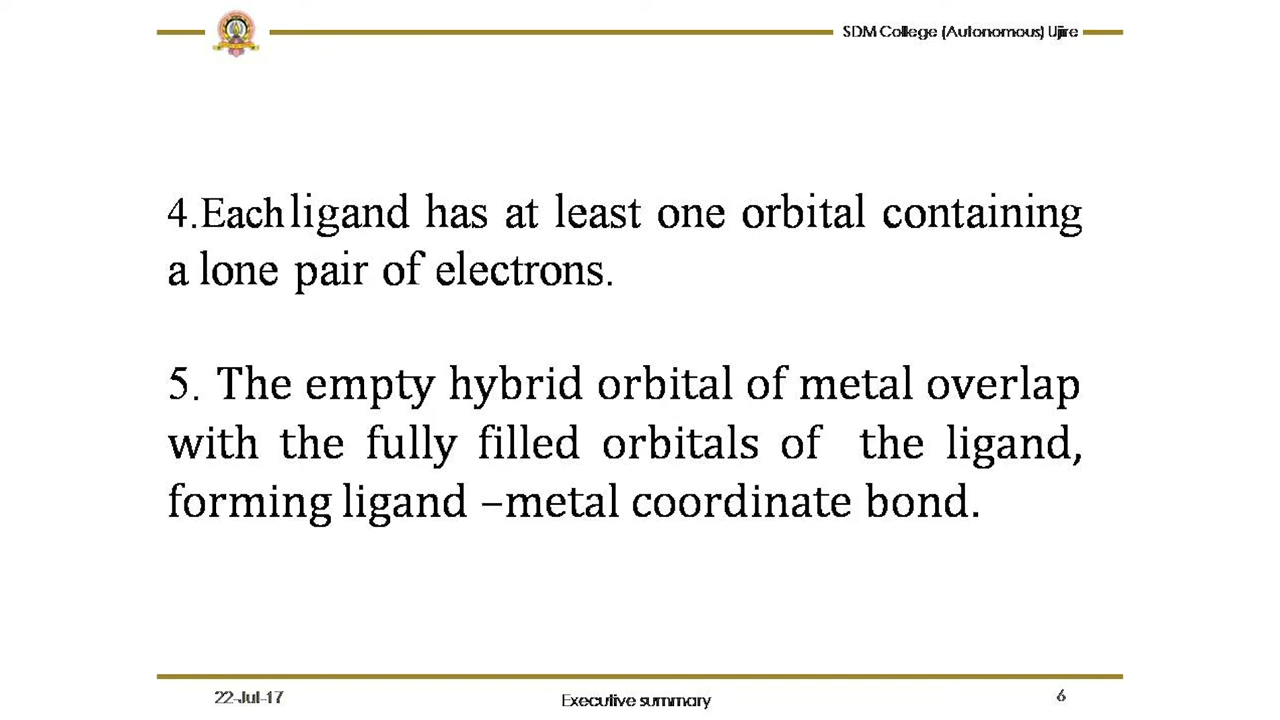 SDM College (Autonomous) Ujire
4.Each ligand has at least one orbital containing
a lone pair of electrons.
5. The empty hybrid orbital of metal overlap
with the fully filled orbitals of the ligand,
forming ligand –metal coordinate bond.
22-Jul-17
Executive summary
6